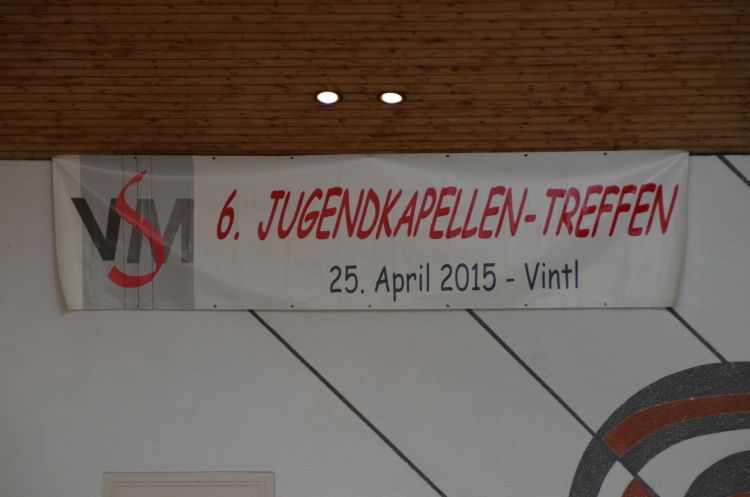 VSM
6. JUGENDKAPELLEN-TREFFEN
25. April 2015 - Vintl